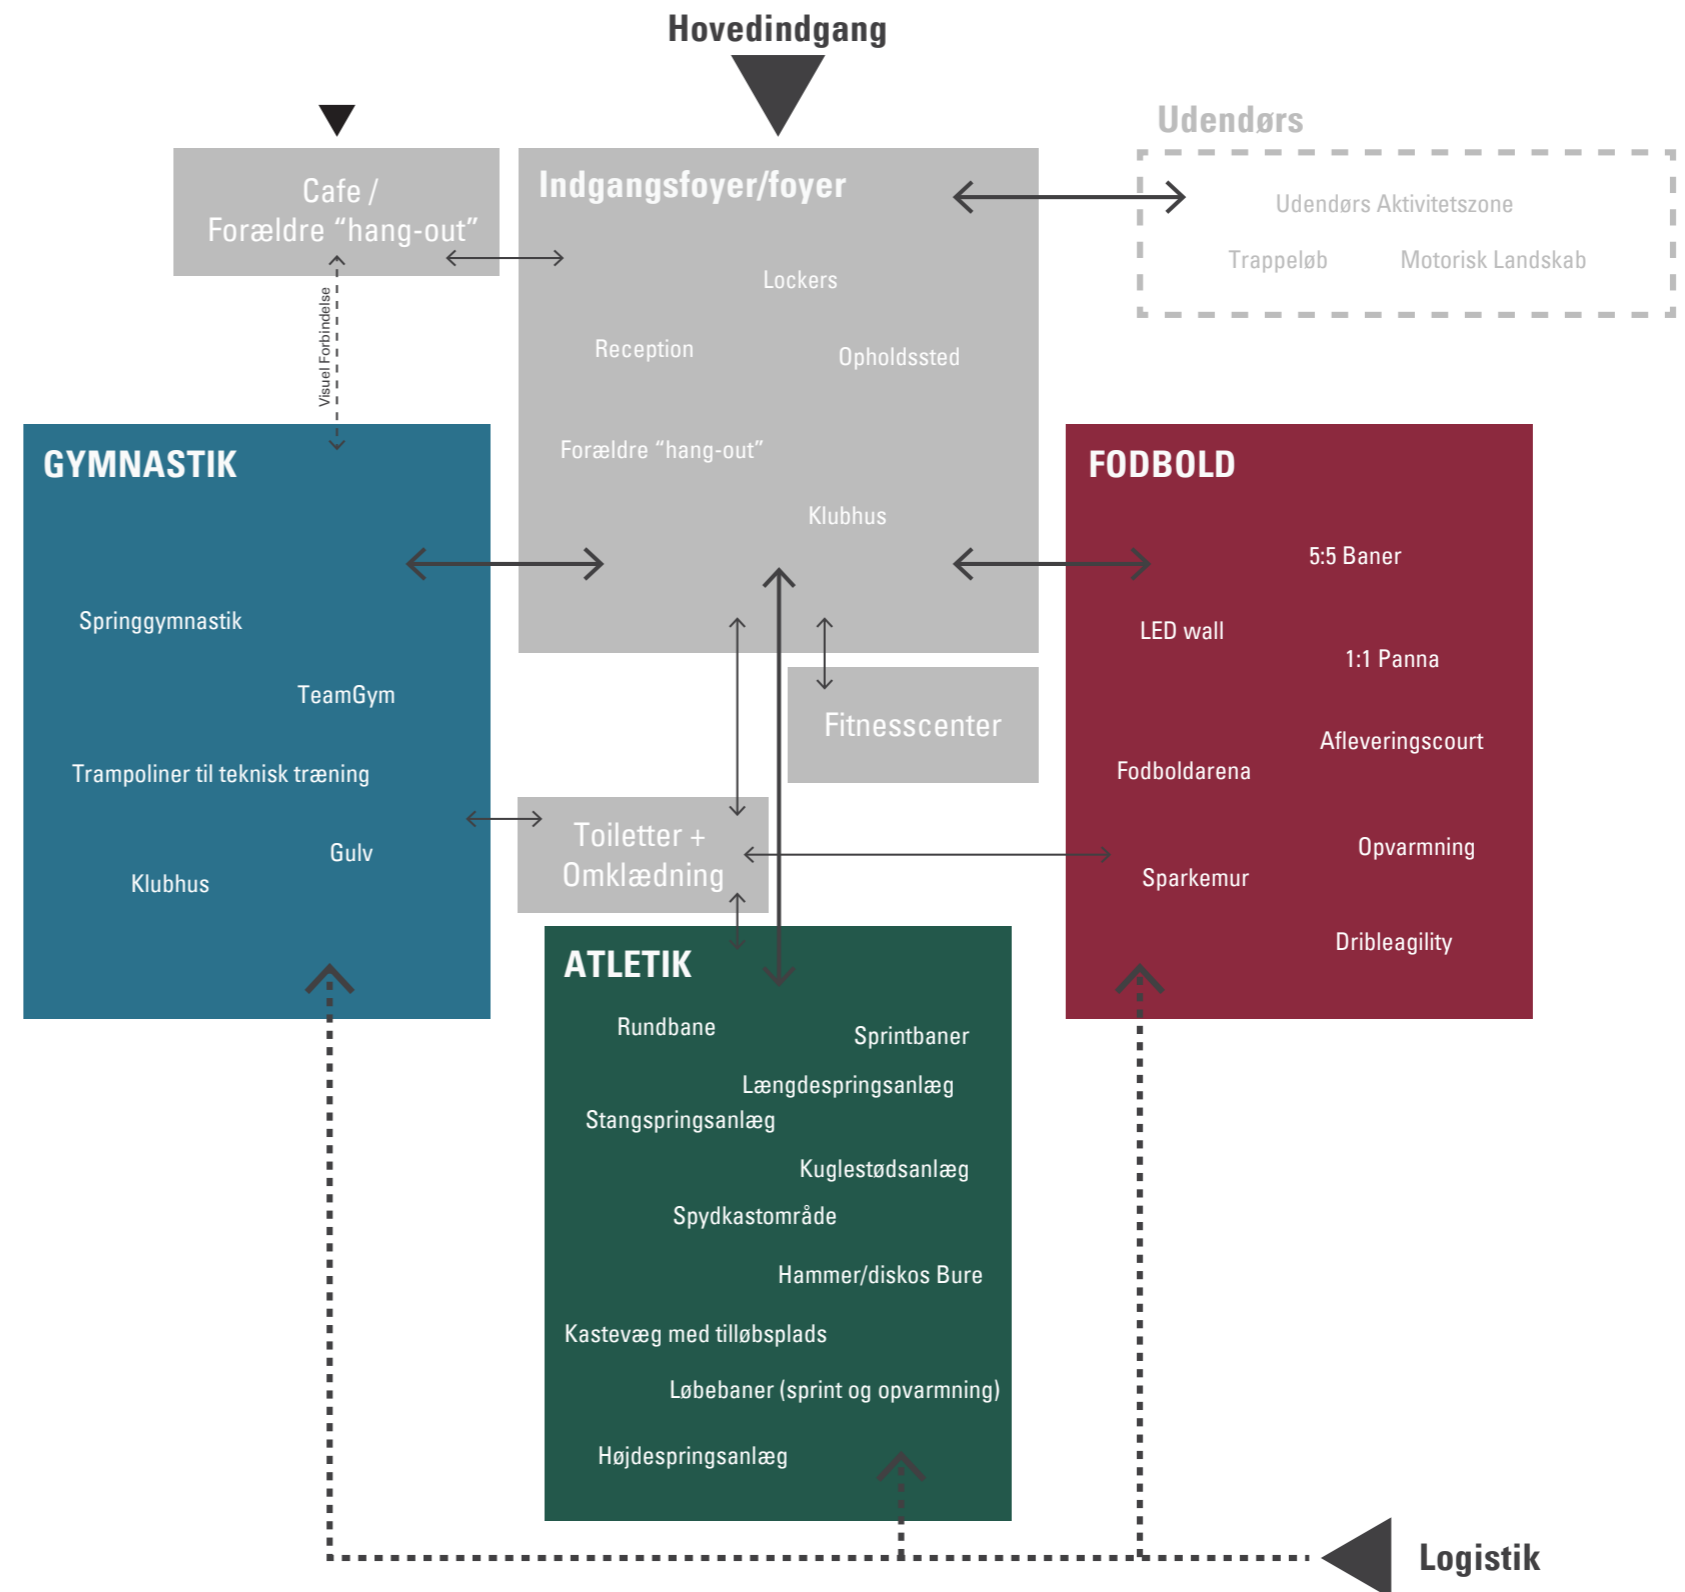 Hovedindgang
Cafe /
Forældre “hang-out”
Visuel Forbindelse
Indgangsfoyer/foyer
Lockers
Reception
Opholdssted
Forældre “hang-out”
Klubhus
Udendørs
Udendørs Aktivitetszone
Trappeløb
Motorisk Landskab
GYMNASTIK
Springgymnastik
TeamGym
Trampoliner til teknisk træning
Gulv
Klubhus
Fitnesscenter
Toiletter +
Omklædning
FODBOLD
5:5 Baner
LED wall
1:1 Panna
Afleveringscourt
Fodboldarena
Opvarmning
Sparkemur
Dribleagility
ATLETIK
Rundbane
Sprintbaner
Længdespringsanlæg
Stangspringsanlæg
Kuglestødsanlæg
Spydkastområde
Hammer/diskos Bure
Kastevæg med tilløbsplads
Løbebaner (sprint og opvarmning)
Højdespringsanlæg
Logistik